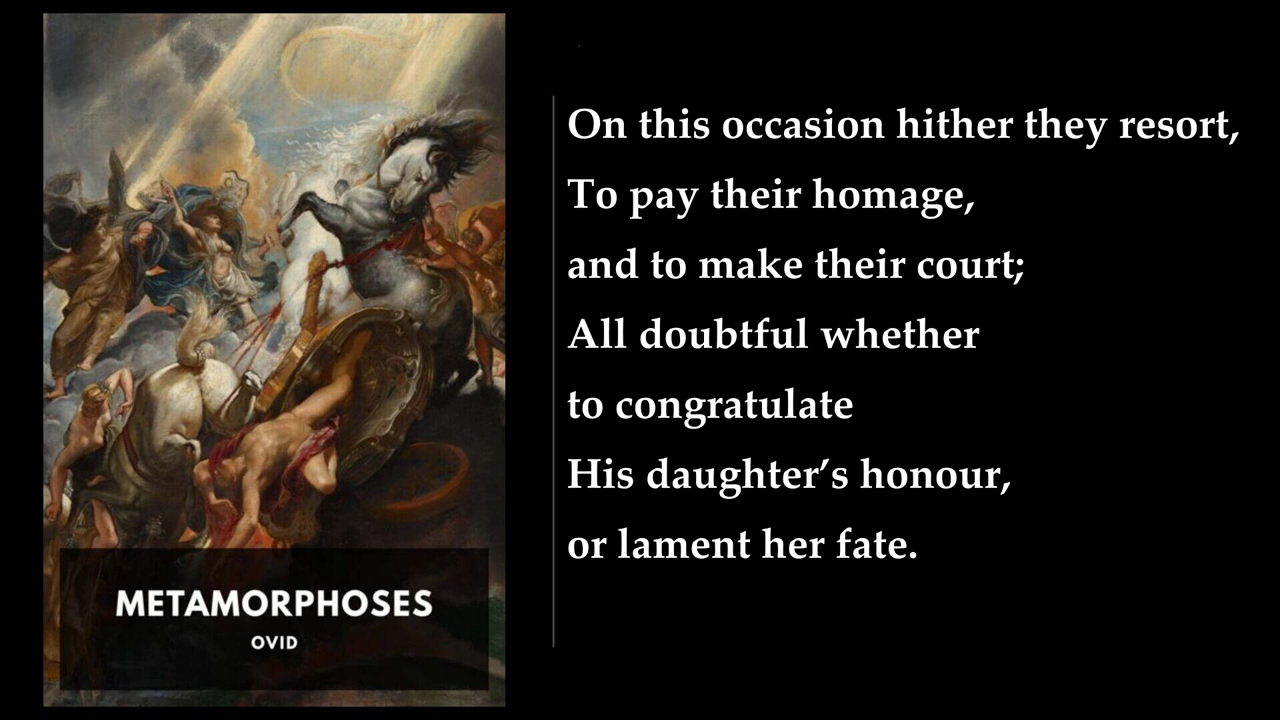 METAMORPHOSES
OVID
On this occasion hither they resort,
To pay their homage,
and to make their court;
All doubtful whether
to congratulate
His daughter’s honour,
or lament her fate.